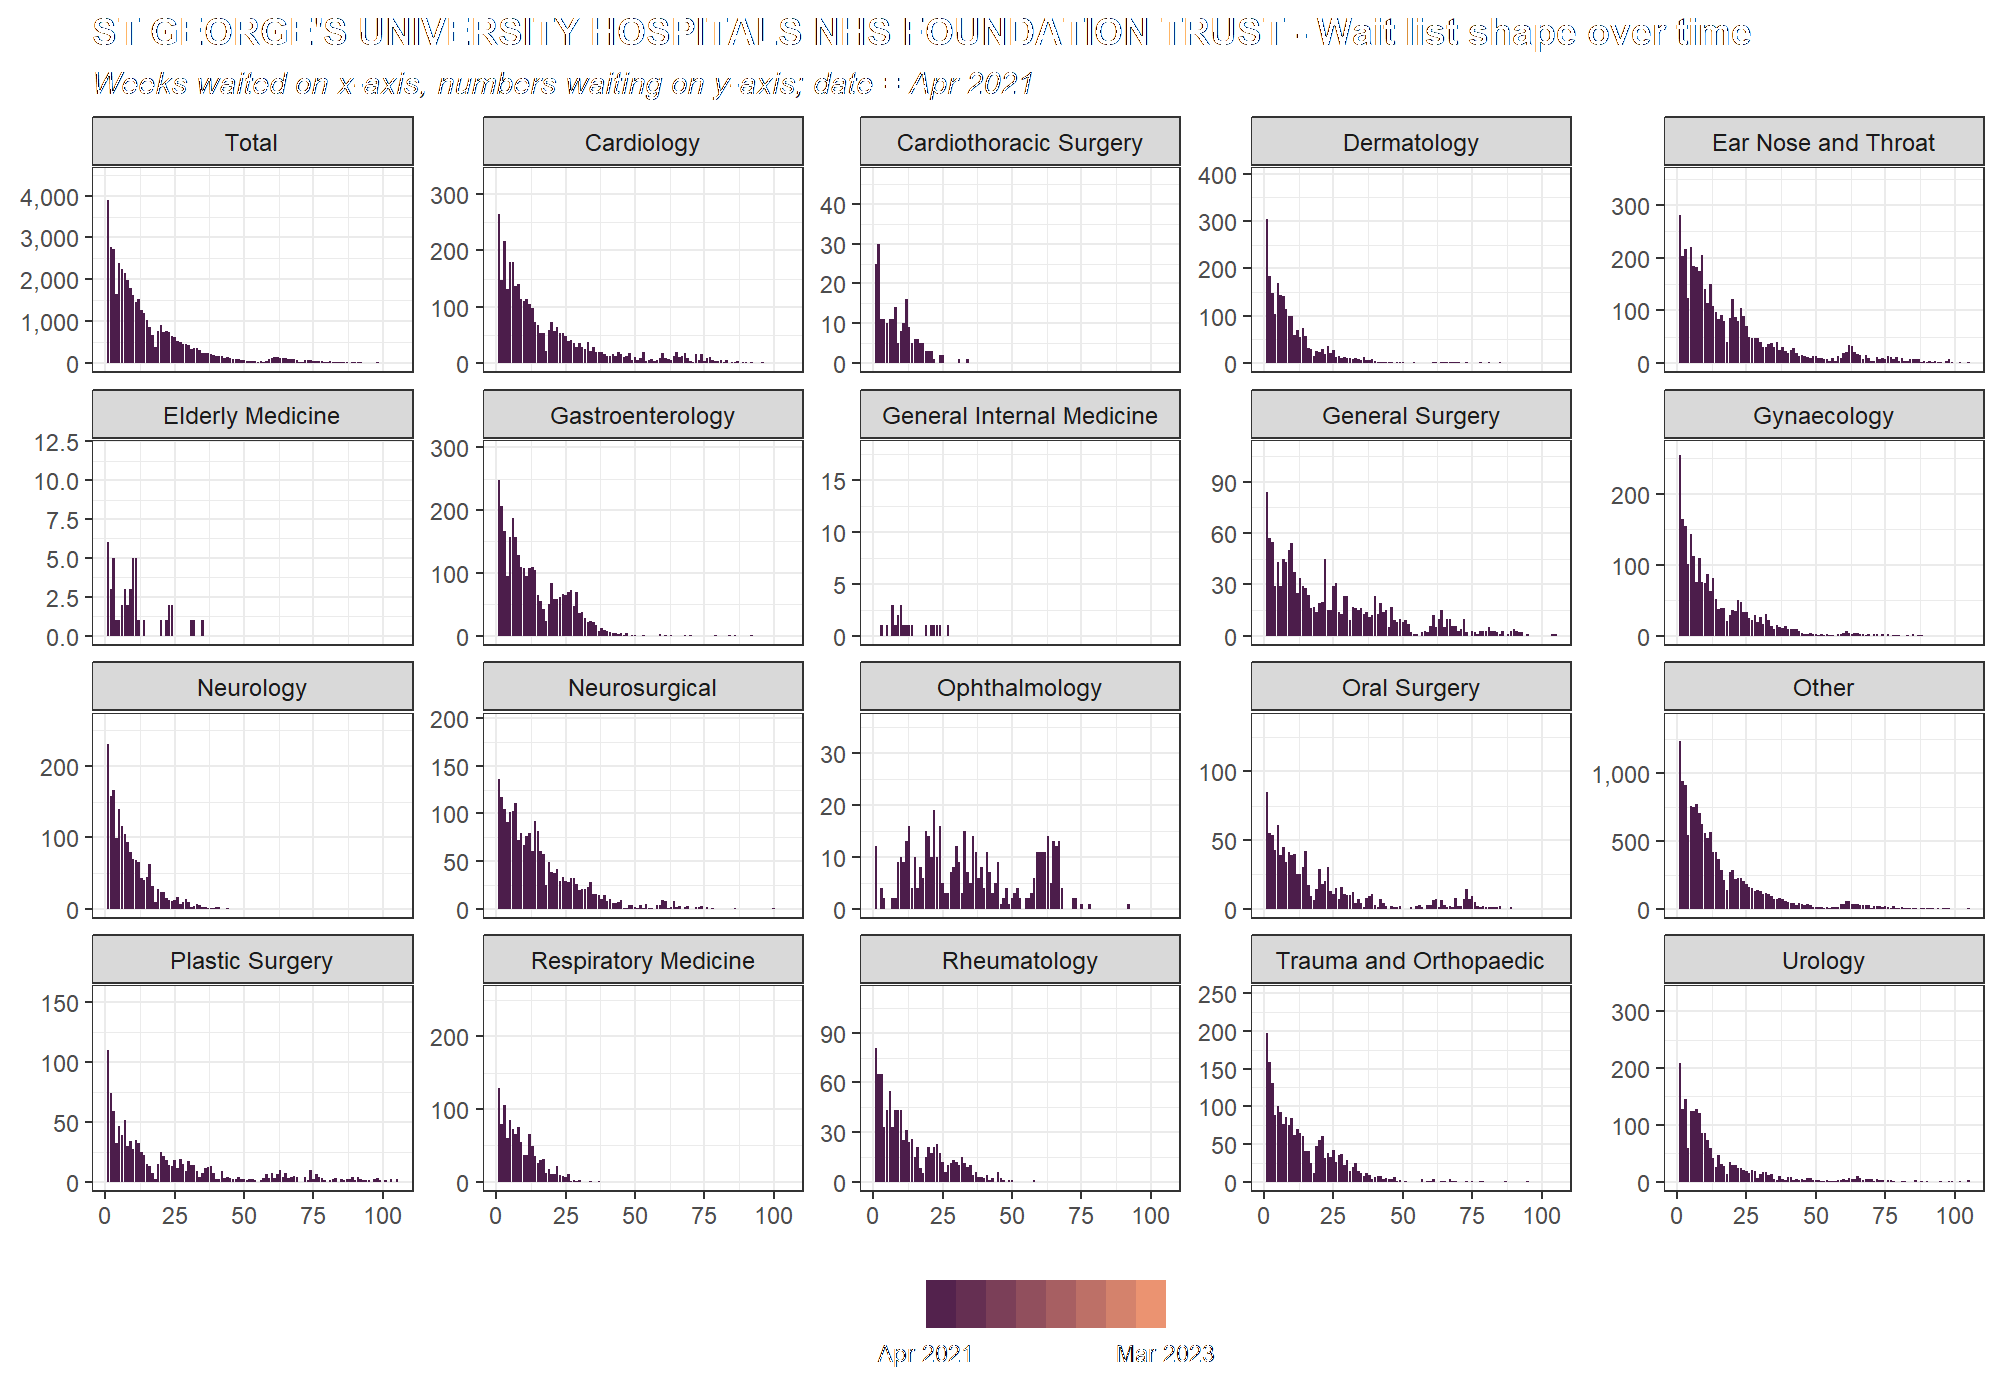 ST GEORGE'S UNIVERSITY HOSPITALS NHS FOUNDATION TRUST - Wait list shape over time
Weeks waited on x-axis, numbers waiting on y-axis; date = Apr 2021
Total
Cardiology
Cardiothoracic Surgery
Dermatology
Ear Nose and Throat
4,000
3,000
2,000
1,000
0
300
200
100
0
40
30
20
10
0
400
300
200
100
0
300
200
100
0
Elderly Medicine
Gastroenterology
General Internal Medicine
General Surgery
Gynaecology
12.5
10.0
7.5
5.0
2.5
0.0
300
200
100
0
15
10
5
0
90
60
30
0
200
100
0
Neurology
Neurosurgical
Ophthalmology
Oral Surgery
Other
200
100
0
200
150
100
50
0
30
20
10
0
100
50
0
1,000
500
0
Plastic Surgery
Respiratory Medicine
Rheumatology
Trauma and Orthopaedic
Urology
150
100
50
0
200
100
0
90
60
30
0
250
200
150
100
50
0
300
200
100
0
0 25 50 75 100
0 25 50 75 100
0 25 50 75 100
0 25 50 75 100
0 25 50 75 100
Apr 2021
Mar 2023